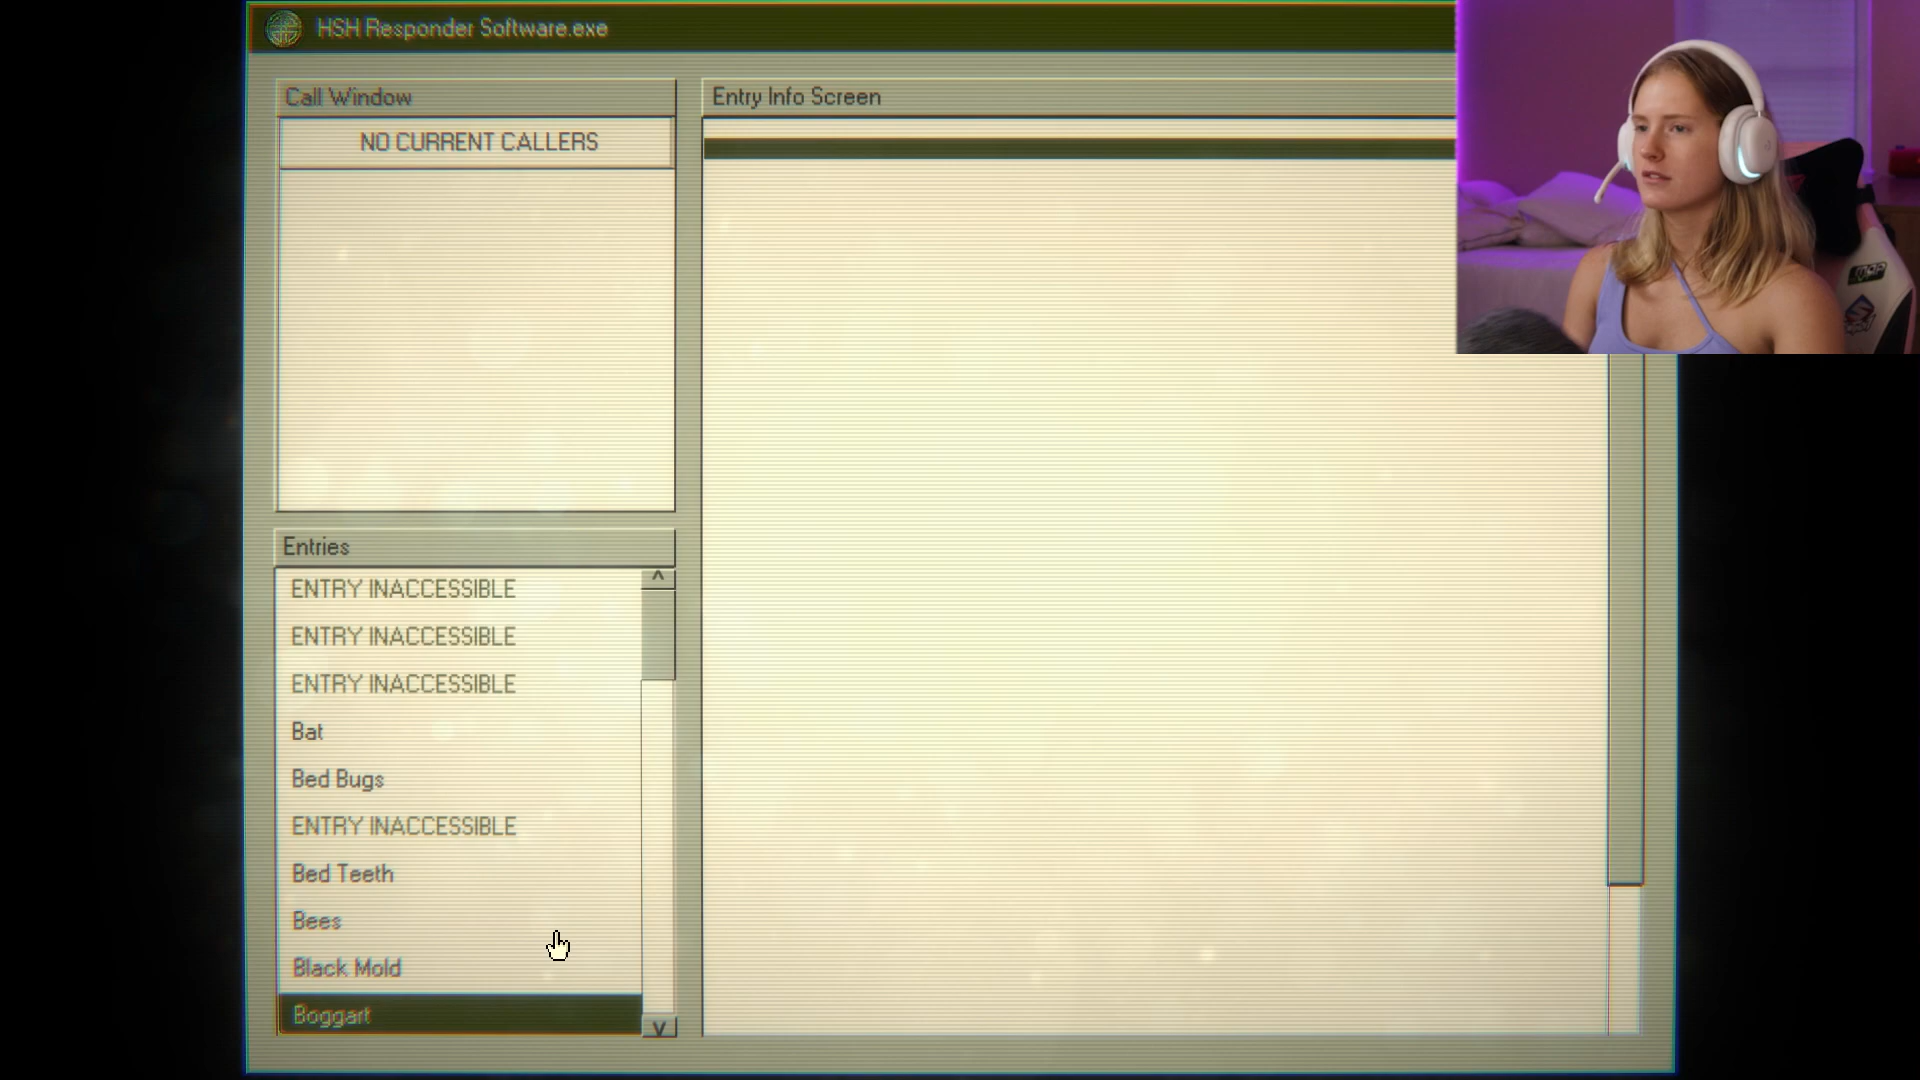 HSH Responder Software.exe
Call Window
NO CURRENT CALLERS
Entry Info Screen
Entries
ENTRY INACCESSIBLE
ENTRY INACCESSIBLE
ENTRY INACCESSIBLE
Bat
Bed Bugs
ENTRY INACCESSIBLE
Bed Teeth
Bees
Black Mold
Boggart